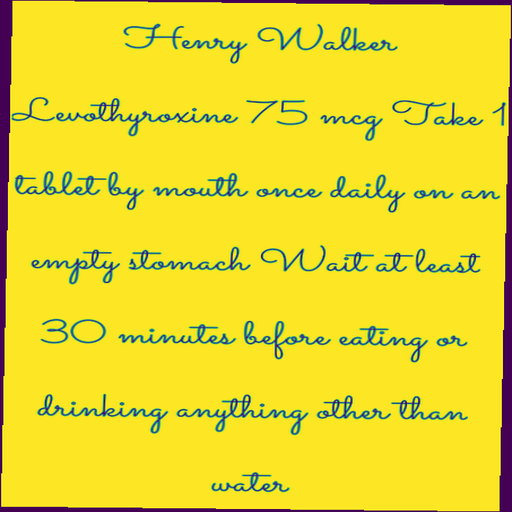 Henry Walker
Levothyroxine 75 mcg Take 1
tablet by mouth once daily on an
empty stomach Wait at least
30 minutes before eating or
drinking anything other than
water